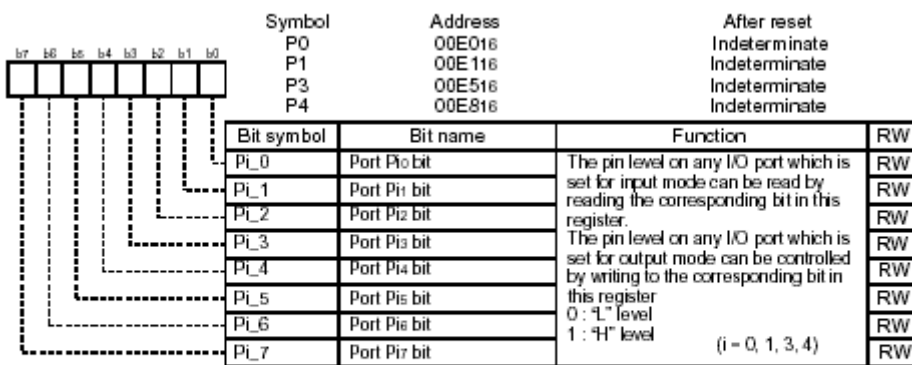 Symbol Address After reset
P0 00E016 Indeterminate
P1 00E116 Indeterminate
P3 00E516 Indeterminate
P4 00E816 Indeterminate
b7 b6 b5 b4 b3 b2 b1 b0
Bit symbol Bit name Function RW
Pi_0 Port Pi0 bit The pin level on any I/O port which is RW
Pi_1 Port Pi1 bit set for input mode can be read by RW
reading the corresponding bit in this
Pi_2 Port Pi2 bit register. RW
Pi_3 Port Pi3 bit The pin level on any I/O port which is RW
set for output mode can be controlled
Pi_4 Port Pi4 bit by writing to the corresponding bit in RW
Pi_5 Port Pi5 bit this register RW
0 : "L" level
Pi_6 Port Pi6 bit 1 : "H" level RW
Pi_7 Port Pi7 bit (i = 0, 1, 3, 4) RW